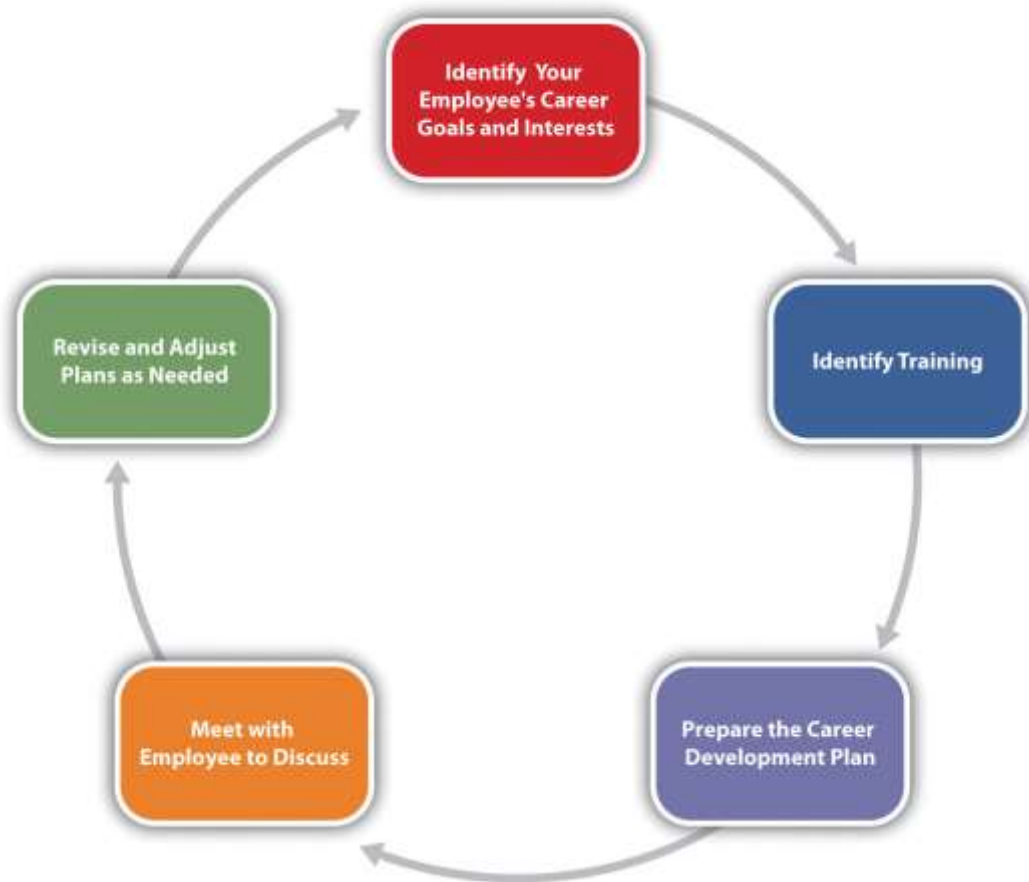 Identify Your
Employee's Career
Goals and Interests
Identify Training
Prepare the Career
Development Plan
Meet with
Employee to Discuss
Revise and Adjust
Plans as Needed